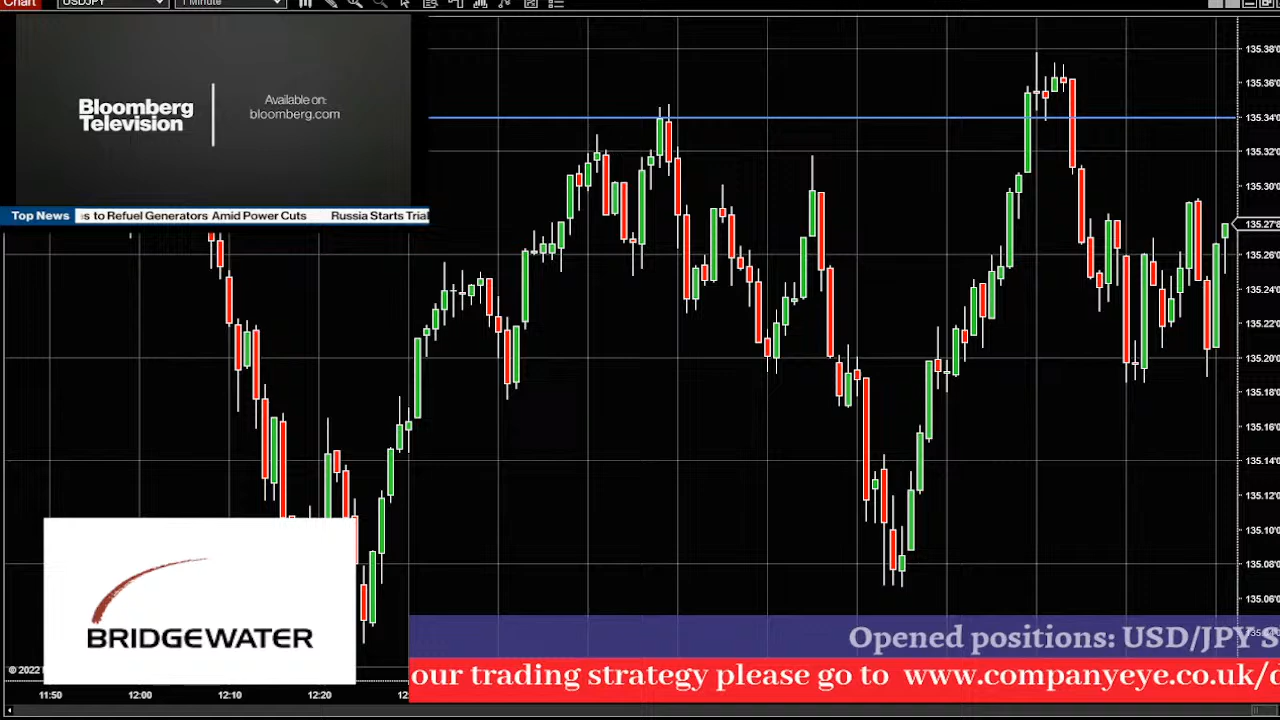 Chart USDJPY 1 Minute
Bloomberg
Television
Available on:
bloomberg.com
Top News to Refuel Generators Amid Power Cuts Russia Starts Trial
135.38'0
135.36'
135.34'0
135.32'
135.30'
135.27'8
135.26'
135.24'
135.22'
135.20'
135.18'
135.16'
135.14'
135.12'
135.10'
135.08'
135.06'
BRIDGEWATER
Opened positions: USD/JPY S
our trading strategy please go to www.companyeye.co.uk/
© 2022
11:50 12:00 12:10 12:20